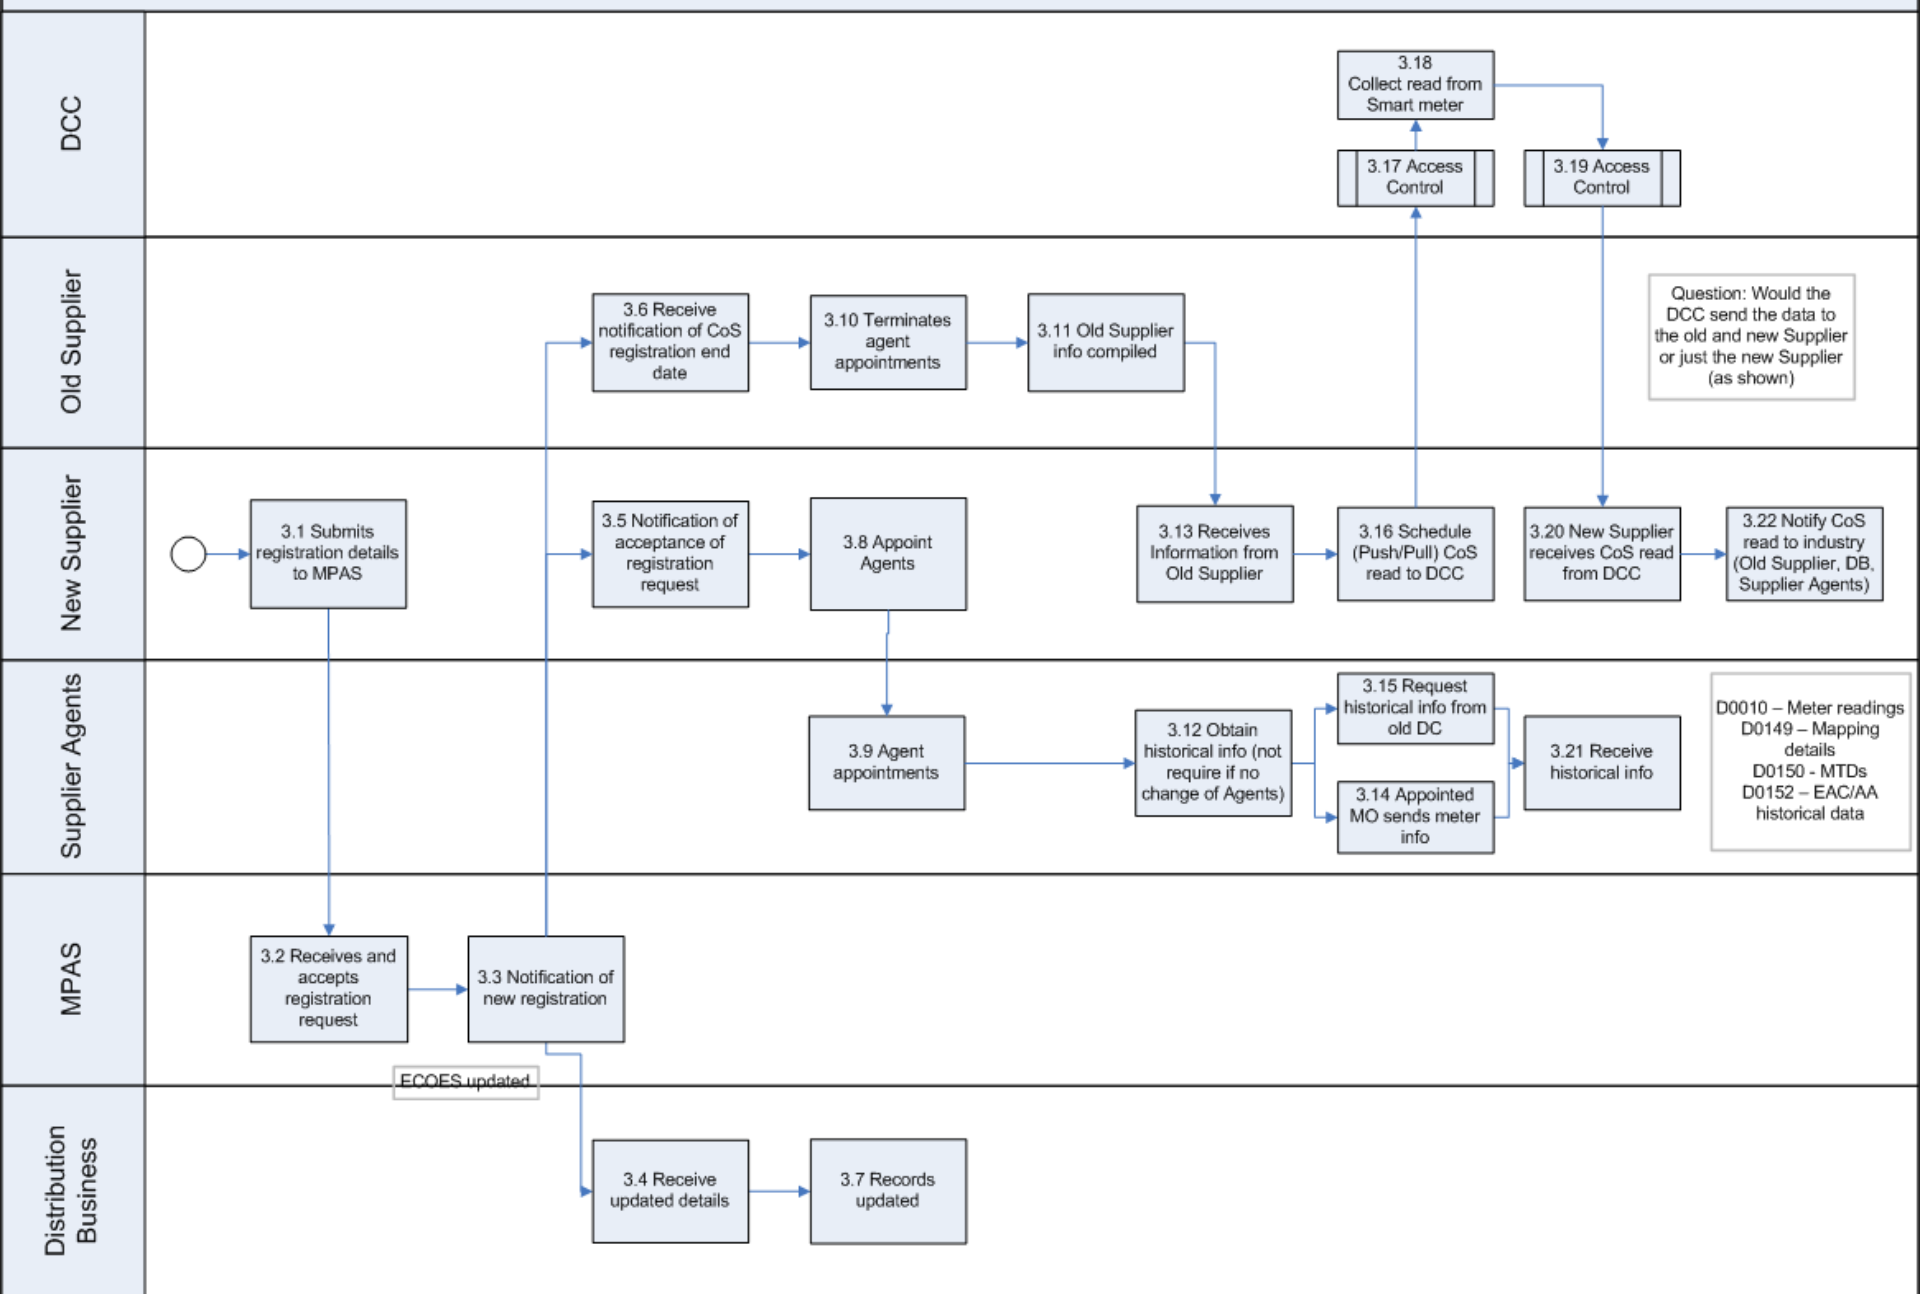 DCC
3.18
Collect read from
Smart meter
3.17 Access
Control
3.19 Access
Control
Old Supplier
3.6 Receive
notification of CoS
registration end
date
3.10 Terminates
agent
appointments
3.11 Old Supplier
info compiled
Question: Would the
DCC send the data to
the old and new Supplier
or just the new Supplier
(as shown)
New Supplier
3.1 Submits
registration details
to MPAS
3.5 Notification of
acceptance of
registration
request
3.8 Appoint
Agents
3.13 Receives
Information from
Old Supplier
3.16 Schedule
(Push/Pull) CoS
read to DCC
3.20 New Supplier
receives CoS read
from DCC
3.22 Notify CoS
read to industry
(Old Supplier, DB,
Supplier Agents)
Supplier Agents
3.9 Agent
appointments
3.12 Obtain
historical info (not
require if no
change of Agents)
3.15 Request
historical info from
old DC
3.14 Appointed
MO sends meter
info
3.21 Receive
historical info
D0010 – Meter readings
D0149 – Mapping
details
D0150 - MTDs
D0152 – EAC/AA
historical data
MPAS
3.2 Receives and
accepts
registration
request
3.3 Notification of
new registration
ECOES updated
Distribution
Business
3.4 Receive
updated details
3.7 Records
updated